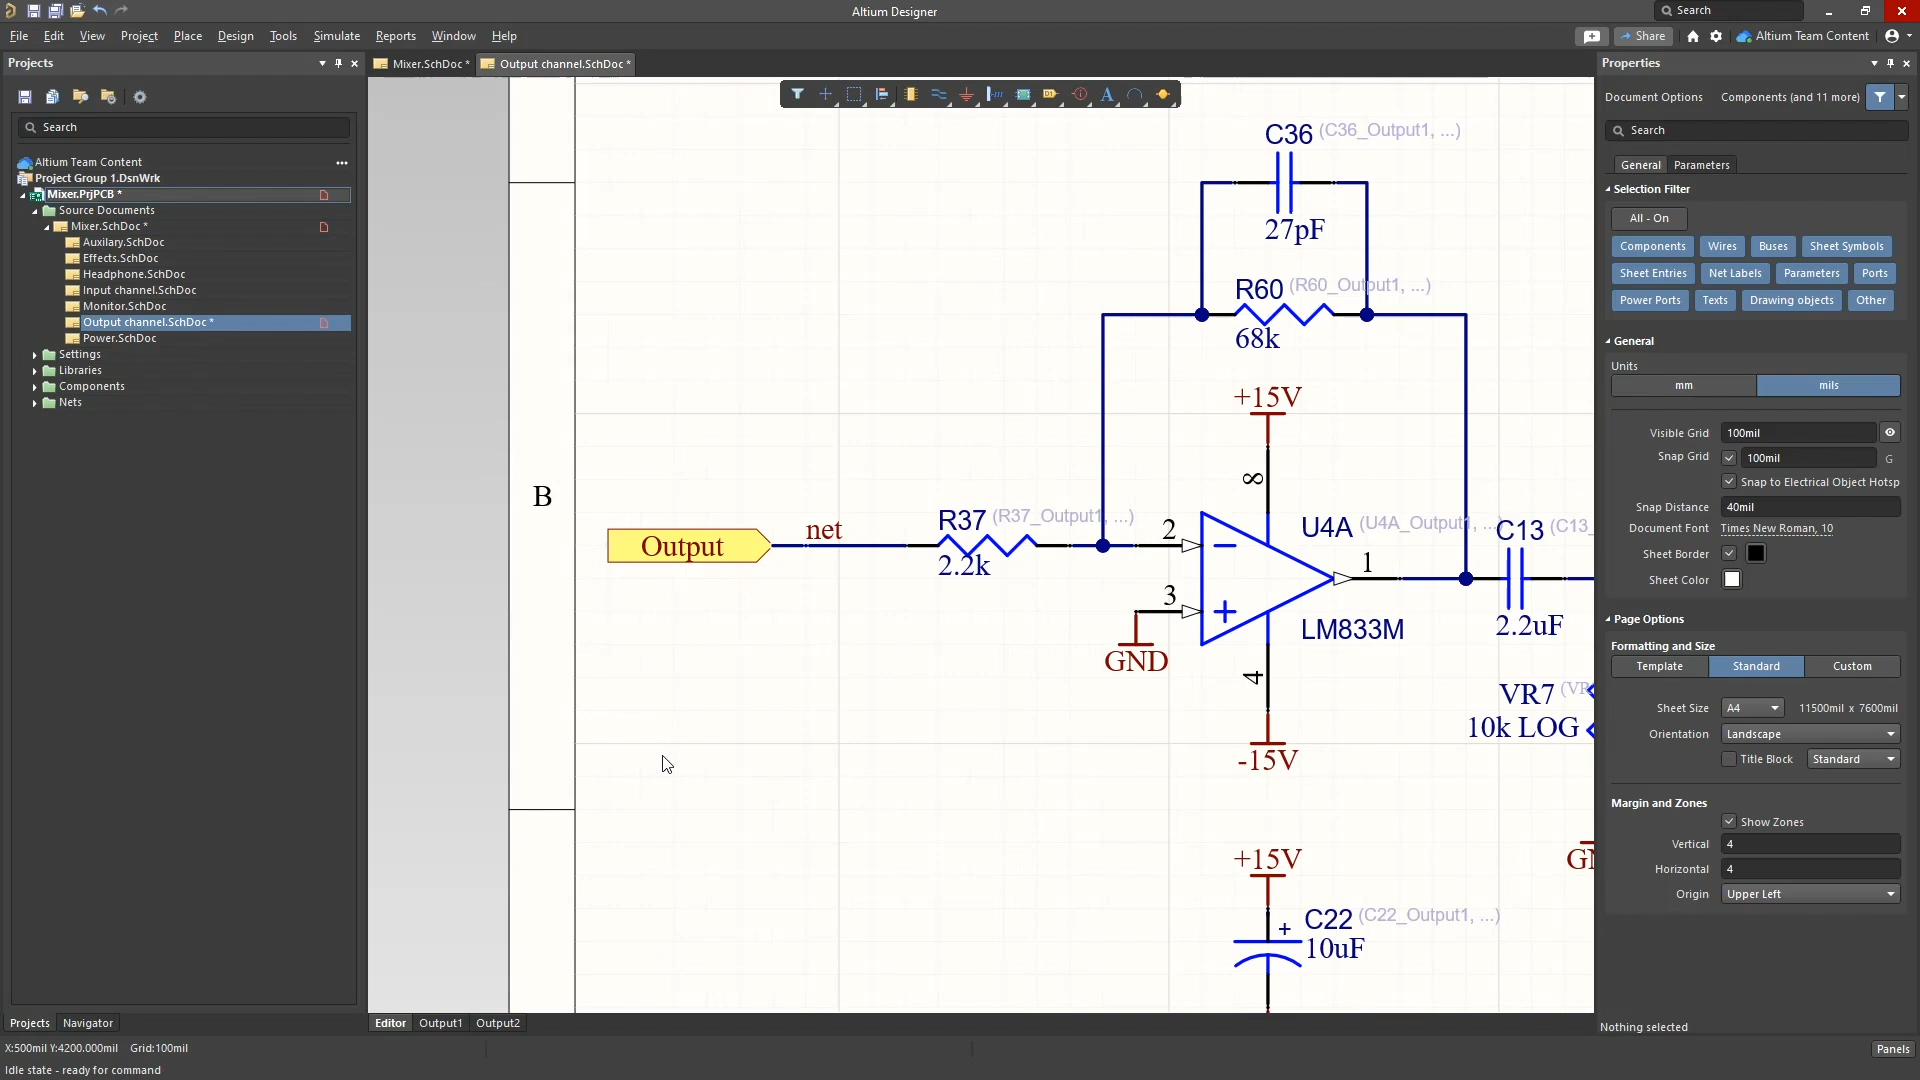 Altium Designer
Search
File Edit View Project Place Design Tools Simulate Reports Window Help
Share
Altium Team Content
Projects
Mixer.SchDoc *
Output channel.SchDoc *
Search
Altium Team Content
Project Group 1.DsnWrk
Mixer.PrjPCB *
Source Documents
Mixer.SchDoc *
Auxilary.SchDoc
Effects.SchDoc
Headphone.SchDoc
Input channel.SchDoc
Monitor.SchDoc
Output channel.SchDoc *
Power.SchDoc
Settings
Libraries
Components
Nets
Projects Navigator
X:500mil Y:4200.000mil Grid:100mil
Idle state - ready for command
B
C36 (C36_Output1, ...)
27pF
R60 (R60_Output1, ...)
68k
+15V
8
Output
net
R37 (R37_Output1, ...)
2.2k
2
3
GND
U4A (U4A_Output1, ...)
1
LM833M
4
-15V
C13 (C13_
2.2uF
VR7 (VR
10k LOG
+15V
+
C22 (C22_Output1, ...)
10uF
Editor Output1 Output2
Properties
Document Options Components (and 11 more)
Search
General Parameters
Selection Filter
All - On
Components Wires Buses Sheet Symbols
Sheet Entries Net Labels Parameters Ports
Power Ports Texts Drawing objects Other
General
Units
mm mils
Visible Grid 100mil
Snap Grid 100mil G
Snap to Electrical Object Hotsp
Snap Distance 40mil
Document Font Times New Roman, 10
Sheet Border
Sheet Color
Page Options
Formatting and Size
Template Standard Custom
Sheet Size A4 11500mil x 7600mil
Orientation Landscape
Title Block Standard
Margin and Zones
Show Zones
Vertical 4
Horizontal 4
Origin Upper Left
Nothing selected
Panels